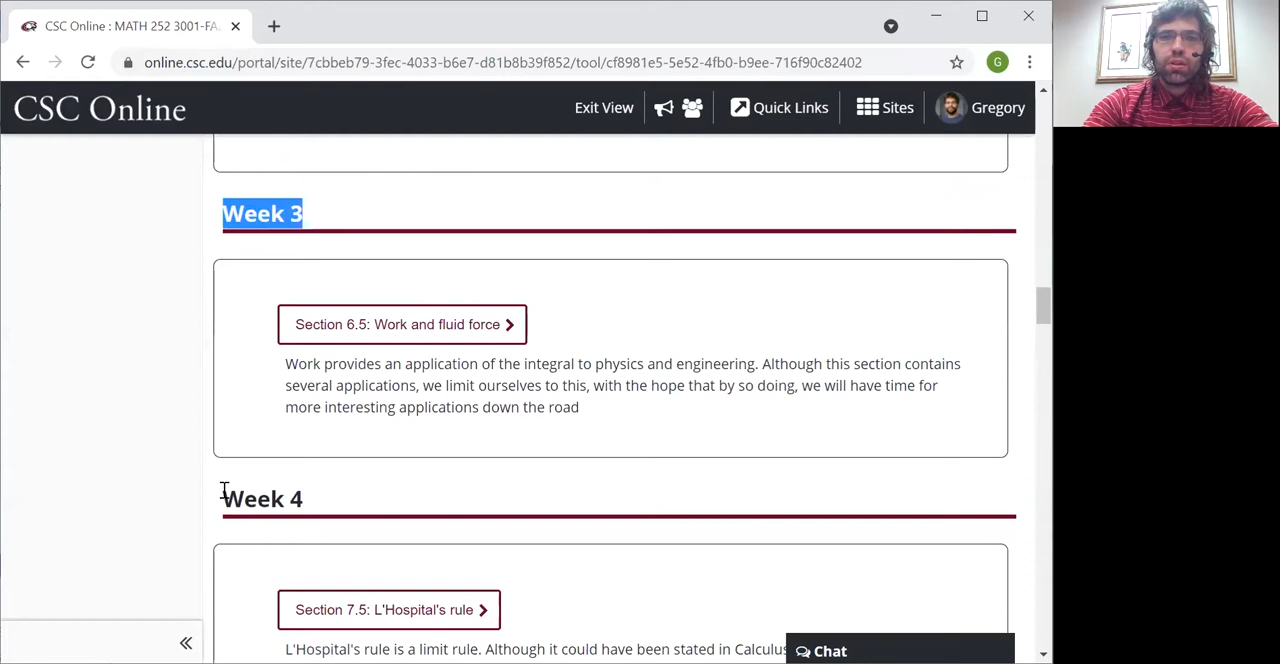 CSC Online : MATH 252 3001-FA
online.csc.edu/portal/site/7cbbeb79-3fec-4033-b6e7-d81b8b39f852/tool/cf8981e5-5e52-4fb0-b9ee-716f90c82402
G
CSC Online
Exit View
Quick Links
Sites
Gregory
Week 3
Section 6.5: Work and fluid force
Work provides an application of the integral to physics and engineering. Although this section contains
several applications, we limit ourselves to this, with the hope that by so doing, we will have time for
more interesting applications down the road
Week 4
Section 7.5: L'Hospital's rule
L'Hospital's rule is a limit rule. Although it could have been stated in Calculus
Chat